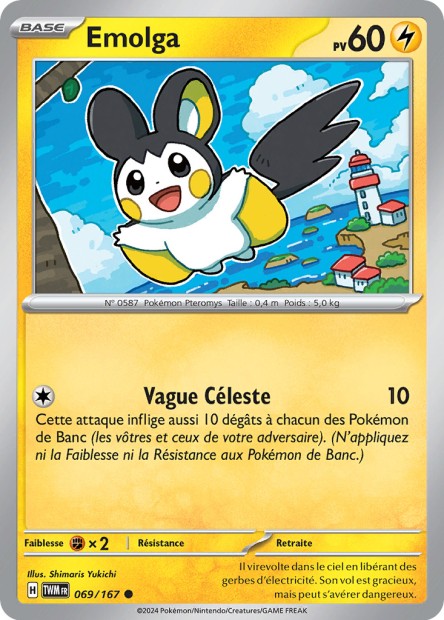 BASE
Emolga
PV 60
N° 0587 Pokémon Pteromys Taille : 0,4 m Poids : 5,0 kg
Vague Céleste 10
Cette attaque inflige aussi 10 dégâts à chacun des Pokémon
de Banc (les vôtres et ceux de votre adversaire). (N'appliquez
ni la Faiblesse ni la Résistance aux Pokémon de Banc.)
Faiblesse ×2 Résistance Retraite
Illus. Shimaris Yukichi
H TWM FR 069/167
Il virevolte dans le ciel en libérant des
gerbes d'électricité. Son vol est gracieux,
mais peut s'avérer dangereux.
©2024 Pokémon/Nintendo/Creatures/GAME FREAK